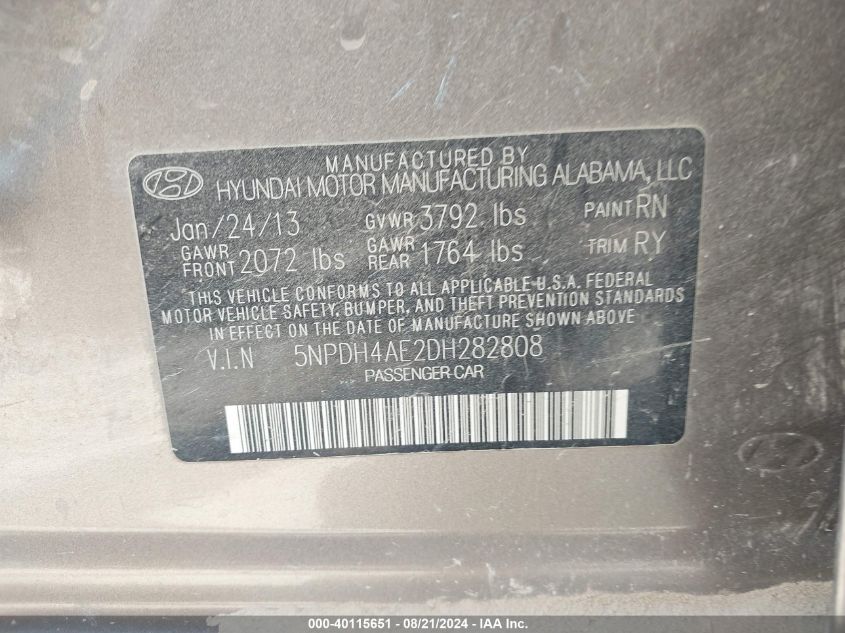 MANUFACTURED BY
HYUNDAI MOTOR MANUFACTURING ALABAMA, LLC
Jan/24/13 GVWR 3792 lbs PAINT RN
GAWR FRONT 2072 lbs GAWR REAR 1764 lbs TRIM RY
THIS VEHICLE CONFORMS TO ALL APPLICABLE U.S.A. FEDERAL
MOTOR VEHICLE SAFETY, BUMPER, AND THEFT PREVENTION STANDARDS
IN EFFECT ON THE DATE OF MANUFACTURE SHOWN ABOVE.
V.I.N 5NPDH4AE2DH282808
PASSENGER CAR
000-40115651 - 08/21/2024 - IAA Inc.